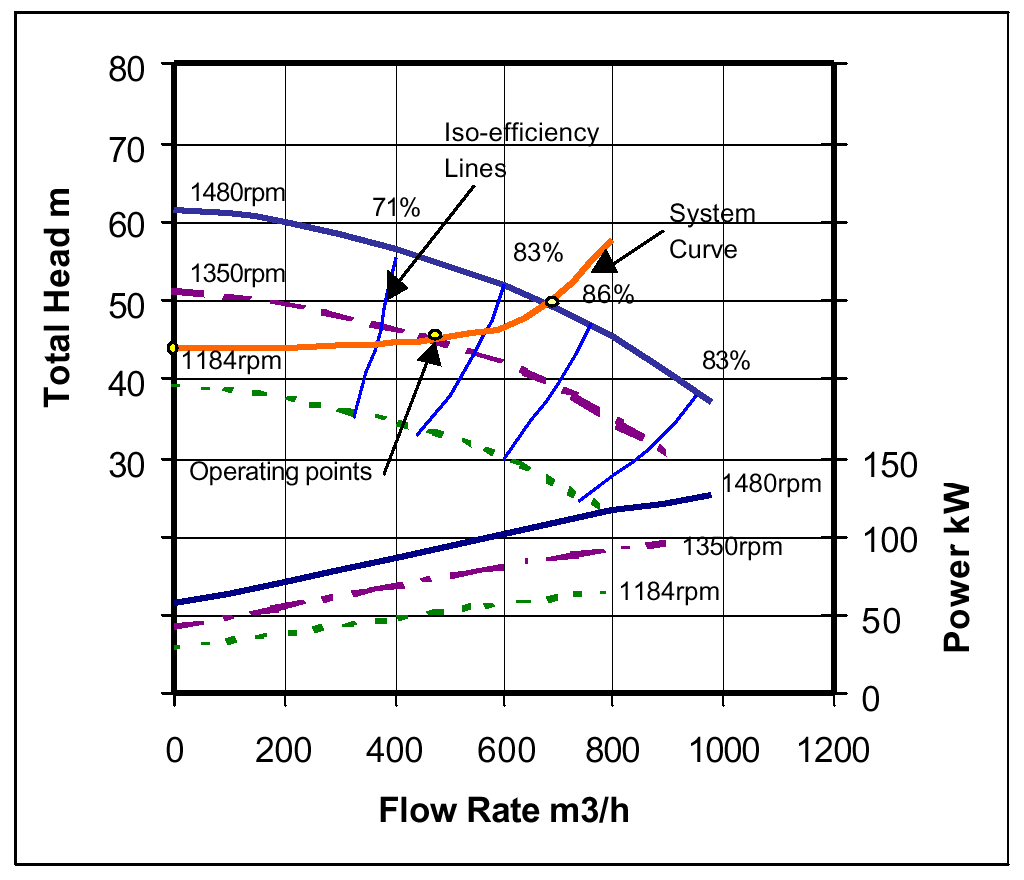 80
70
60
50
40
30
Total Head m
Iso-efficiency
Lines
1480rpm
71%
System
Curve
83%
1350rpm
86%
1184rpm
83%
Operating points
150
100
50
0
Power kW
1480rpm
1350rpm
1184rpm
0 200 400 600 800 1000 1200
Flow Rate m3/h